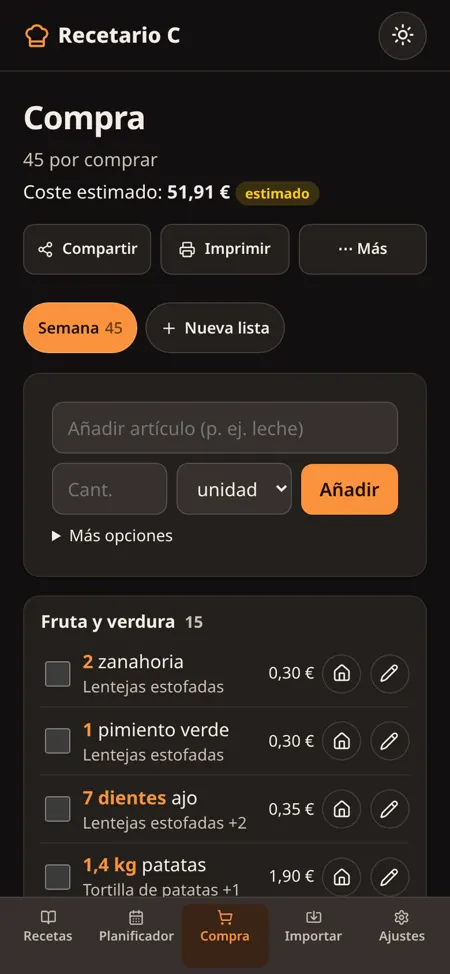 Recetario C
Compra
45 por comprar
Coste estimado: 51,91 € estimado
Compartir
Imprimir
··· Más
Semana 45
+ Nueva lista
Añadir artículo (p. ej. leche)
Cant.
unidad
Añadir
▶ Más opciones
Fruta y verdura 15
2 zanahoria
0,30 €
Lentejas estofadas
1 pimiento verde
0,30 €
Lentejas estofadas
7 dientes ajo
0,35 €
Lentejas estofadas +2
1,4 kg patatas
1,90 €
Tortilla de patatas +1
Recetas
Planificador
Compra
Importar
Ajustes